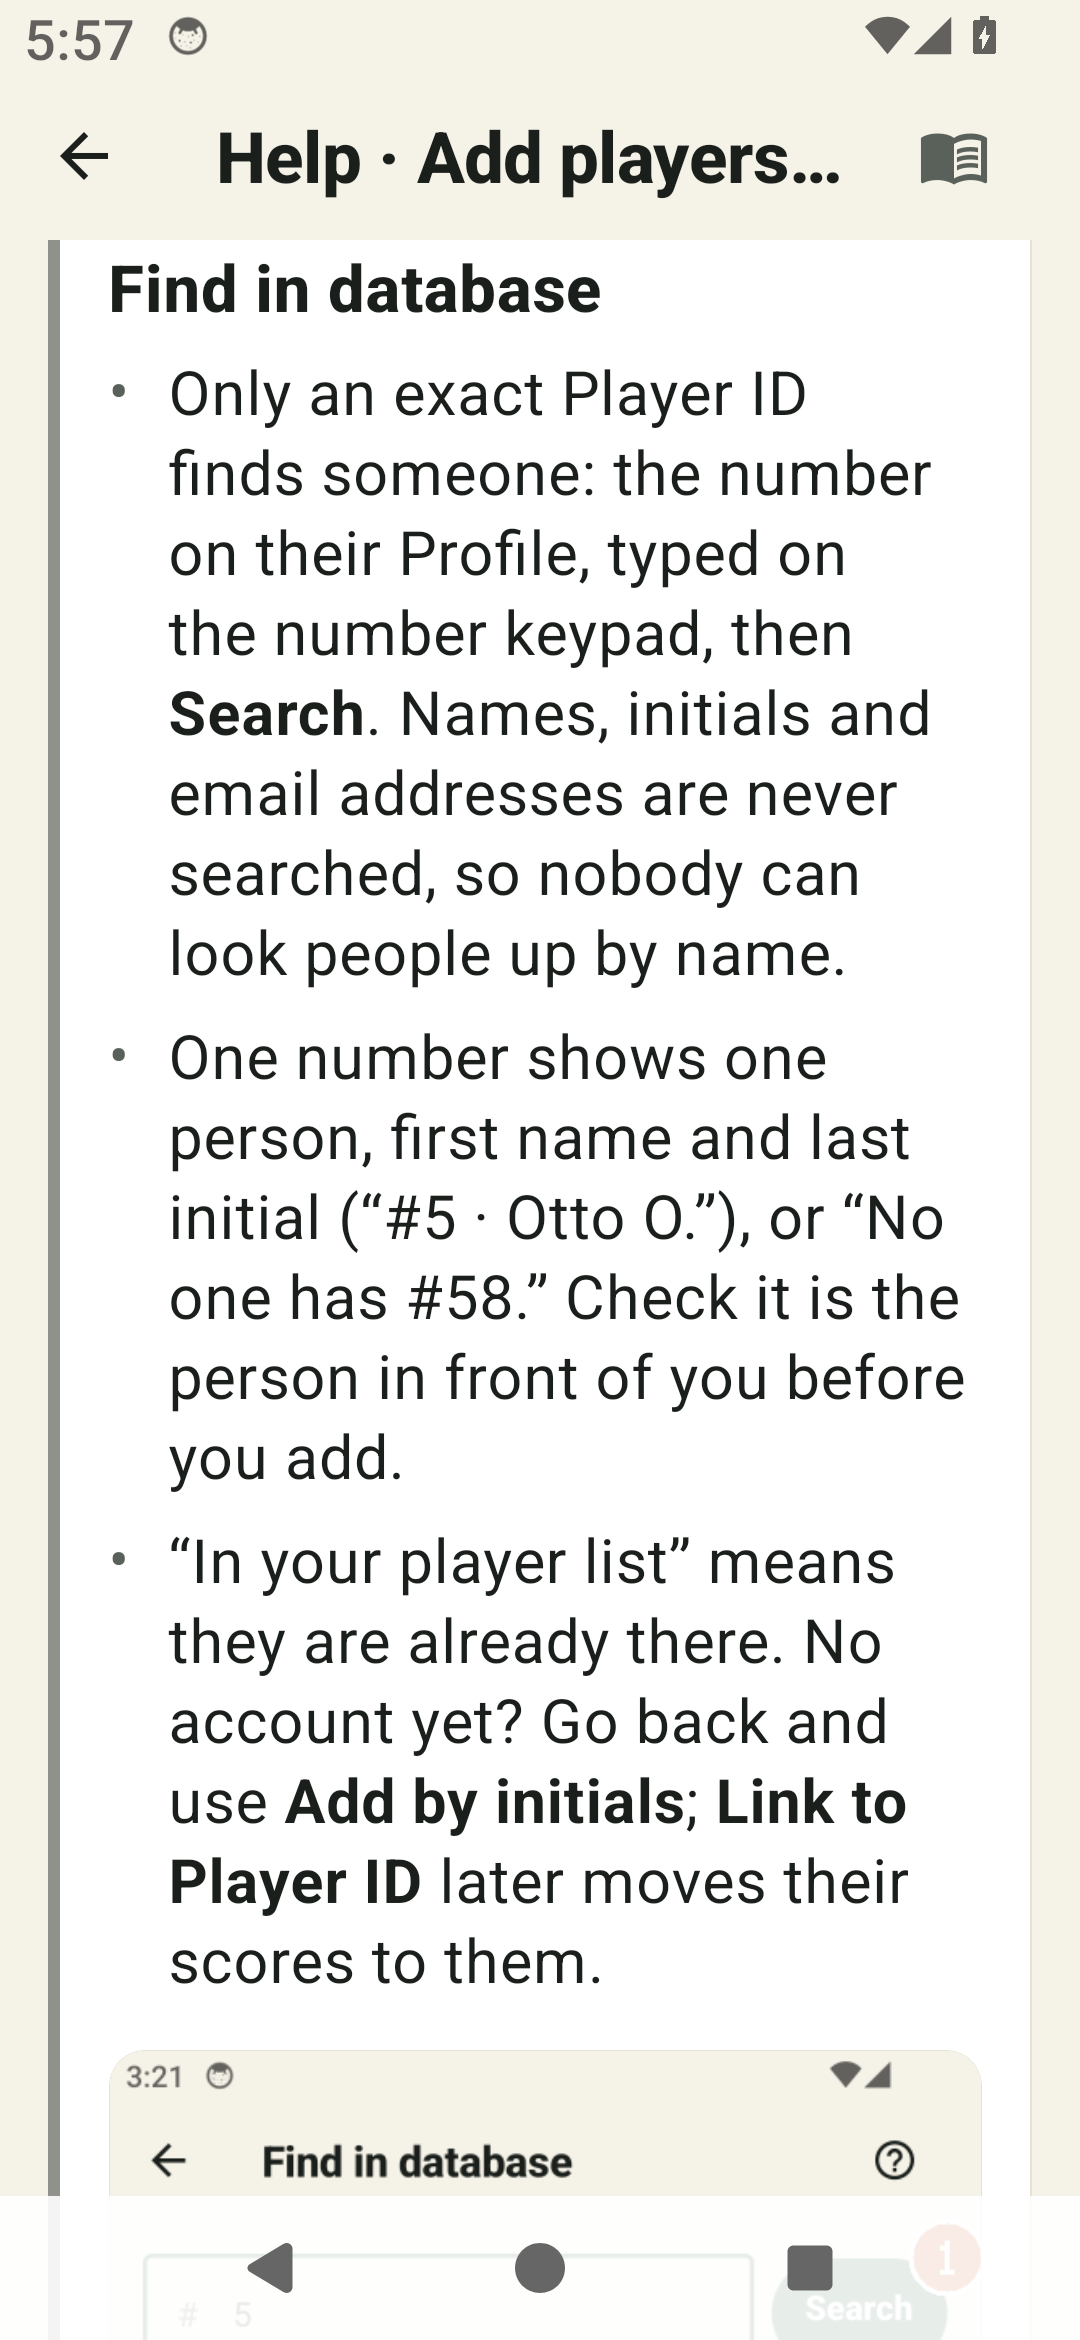 5:57
Help · Add players...
Find in database
• Only an exact Player ID
finds someone: the number
on their Profile, typed on
the number keypad, then
Search. Names, initials and
email addresses are never
searched, so nobody can
look people up by name.
• One number shows one
person, first name and last
initial (“#5 · Otto O.”), or “No
one has #58.” Check it is the
person in front of you before
you add.
• “In your player list” means
they are already there. No
account yet? Go back and
use Add by initials; Link to
Player ID later moves their
scores to them.
3:21
Find in database
1
# 5
Search